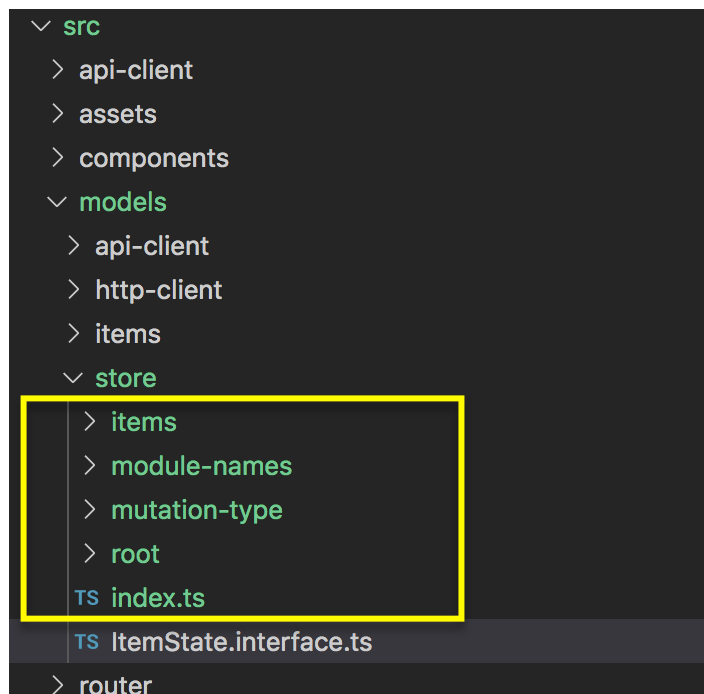 src
api-client
assets
components
models
api-client
http-client
items
store
items
module-names
mutation-type
root
TS index.ts
TS ItemState.interface.ts
router